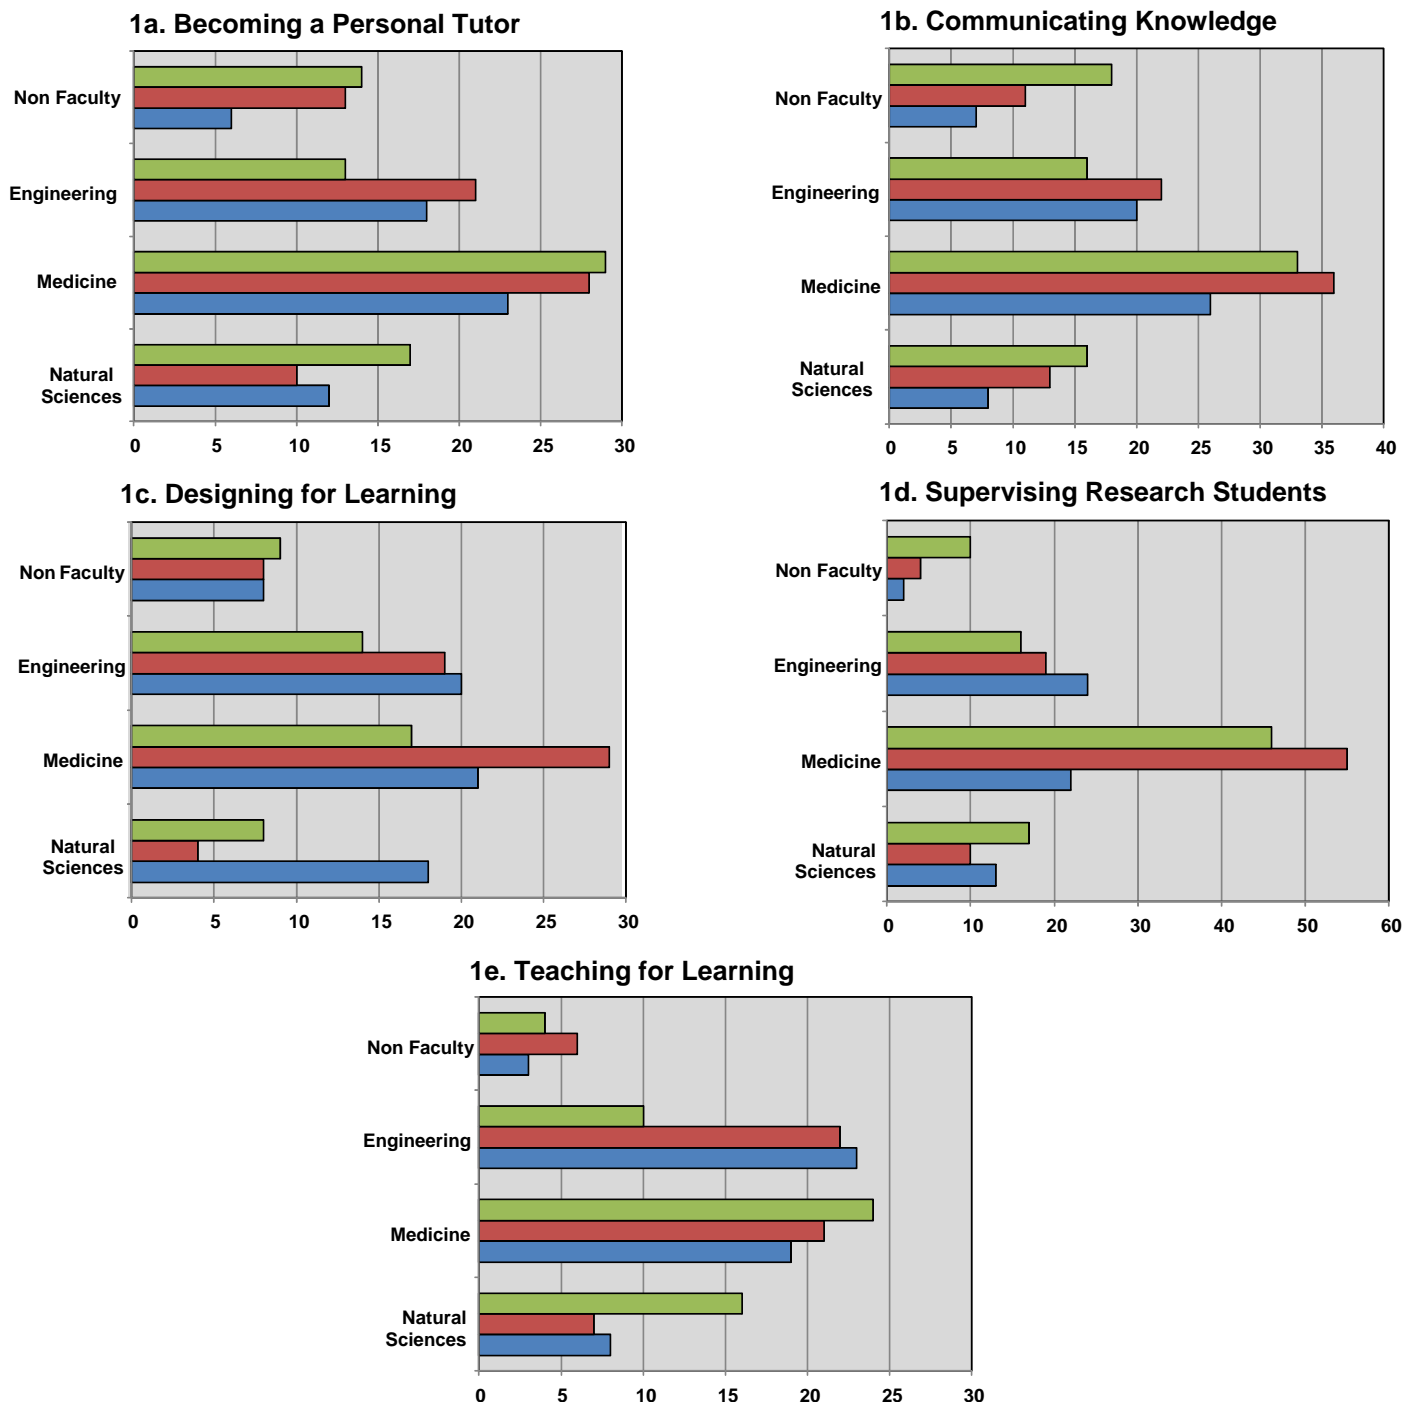 1a. Becoming a Personal Tutor
Non Faculty
Engineering
Medicine
Natural
Sciences
0 5 10 15 20 25 30
1b. Communicating Knowledge
Non Faculty
Engineering
Medicine
Natural
Sciences
0 5 10 15 20 25 30 35 40
1c. Designing for Learning
Non Faculty
Engineering
Medicine
Natural
Sciences
0 5 10 15 20 25 30
1d. Supervising Research Students
Non Faculty
Engineering
Medicine
Natural
Sciences
0 10 20 30 40 50 60
1e. Teaching for Learning
Non Faculty
Engineering
Medicine
Natural
Sciences
0 5 10 15 20 25 30